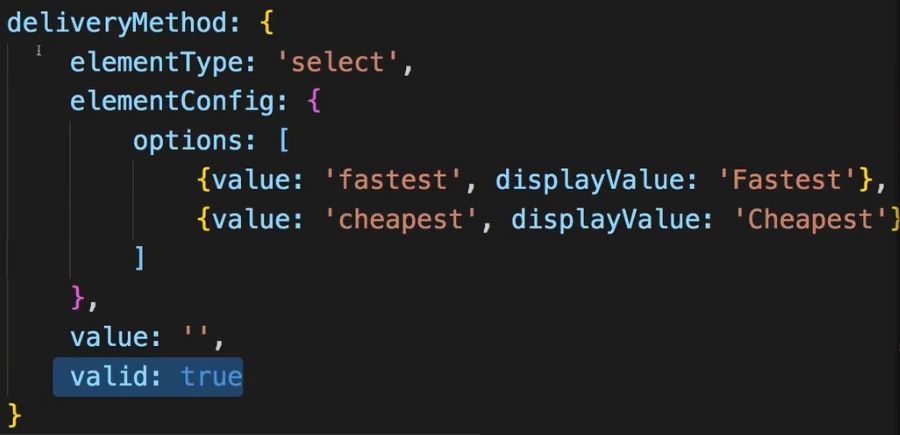 deliveryMethod: {
elementType: 'select',
elementConfig: {
options: [
{value: 'fastest', displayValue: 'Fastest'},
{value: 'cheapest', displayValue: 'Cheapest'}
]
},
value: '',
valid: true
}